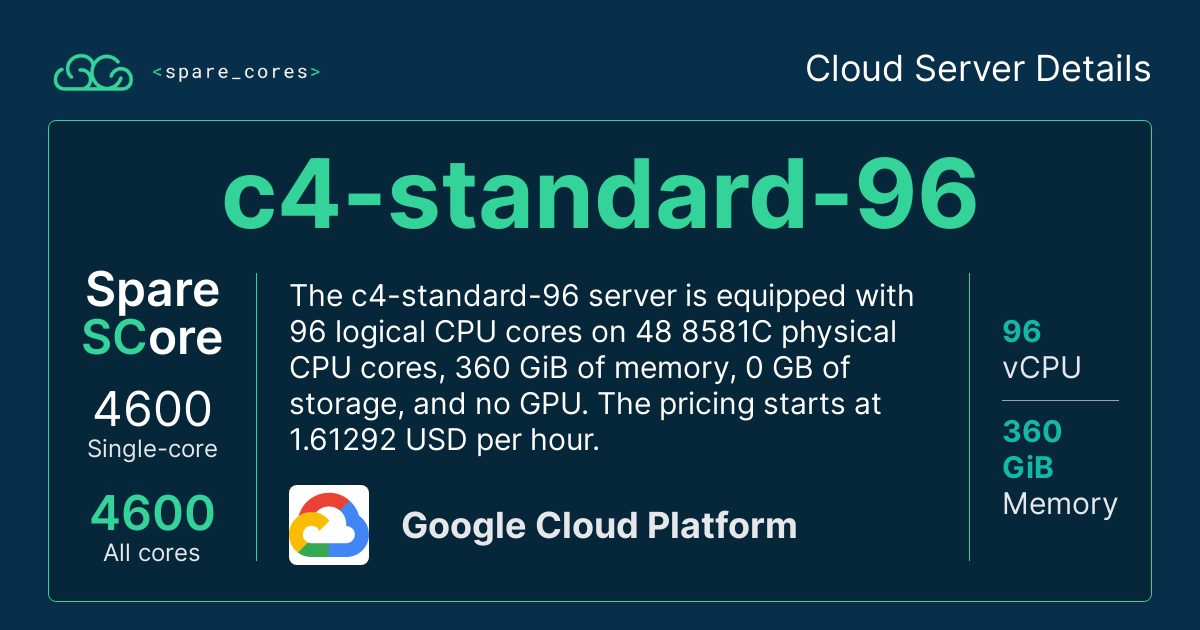 <spare_cores>
Cloud Server Details
c4-standard-96
Spare
SCore
4600
Single-core
4600
All cores
The c4-standard-96 server is equipped with
96 logical CPU cores on 48 8581C physical
CPU cores, 360 GiB of memory, 0 GB of
storage, and no GPU. The pricing starts at
1.61292 USD per hour.
Google Cloud Platform
96
vCPU
360
GiB
Memory